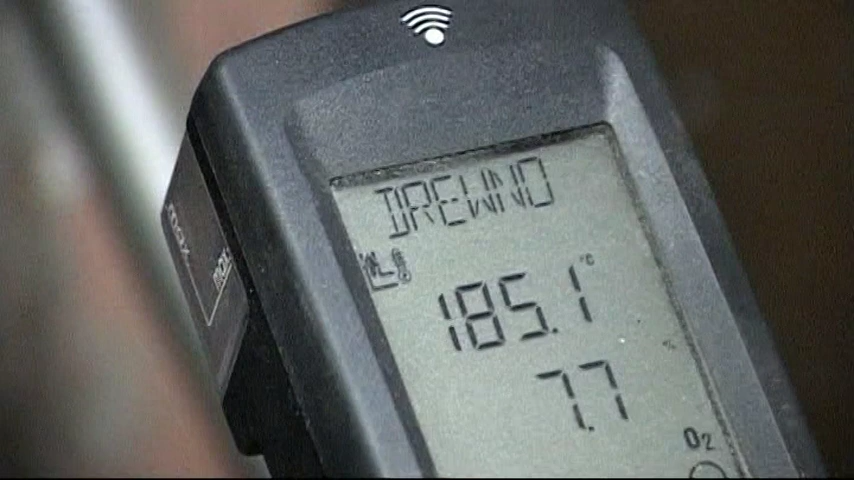 DREWNO
185.1 °C
%
7.7
O2